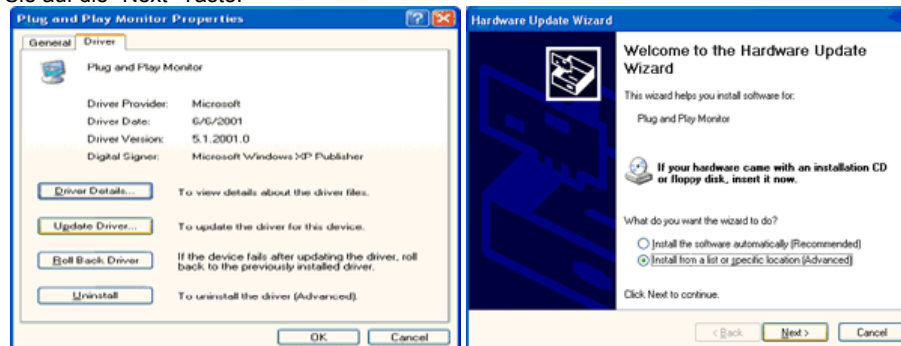 Sie auf die "Next"-Taste.
Plug and Play Monitor Properties
General
Driver
Plug and Play Monitor
Driver Provider: Microsoft
Driver Date: 6/6/2001
Driver Version: 5.1.2001.0
Digital Signer: Microsoft Windows XP Publisher
Driver Details... To view details about the driver files.
Update Driver... To update the driver for this device.
Roll Back Driver If the device fails after updating the driver, roll
back to the previously installed driver.
Uninstall To uninstall the driver (Advanced).
OK Cancel
Hardware Update Wizard
Welcome to the Hardware Update
Wizard
This wizard helps you install software for:
Plug and Play Monitor
If your hardware came with an installation CD
or floppy disk, insert it now.
What do you want the wizard to do?
Install the software automatically (Recommended)
Install from a list or specific location (Advanced)
Click Next to continue.
< Back Next > Cancel